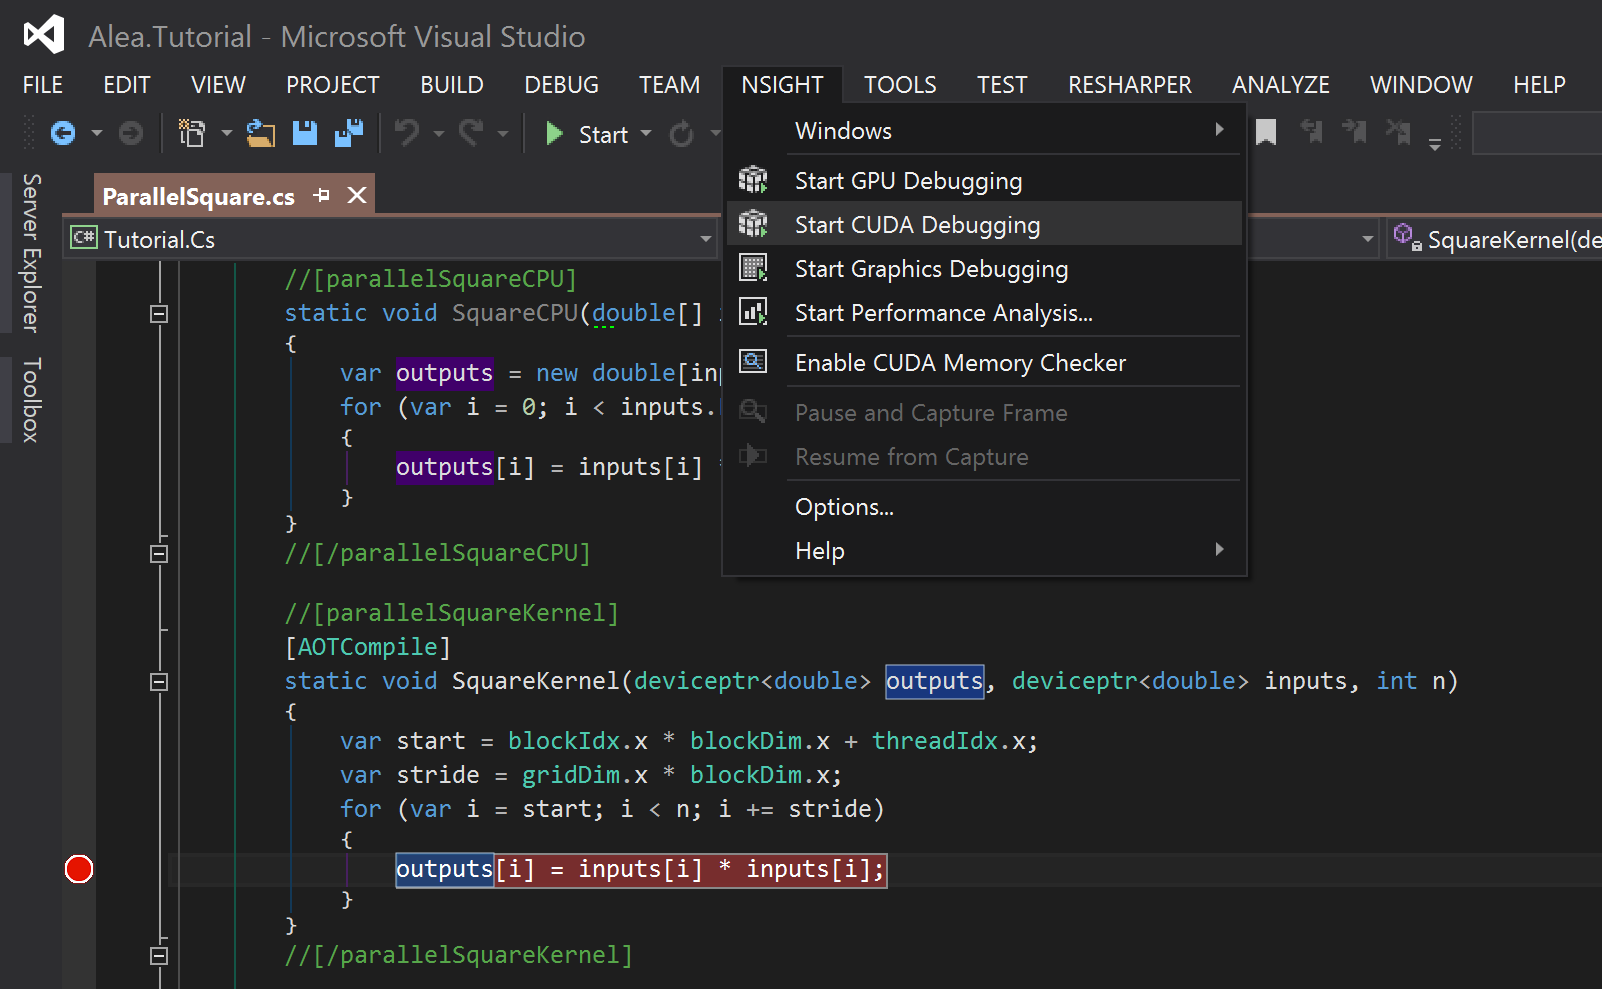 Alea.Tutorial - Microsoft Visual Studio
FILE EDIT VIEW PROJECT BUILD DEBUG TEAM NSIGHT TOOLS TEST RESHARPER ANALYZE WINDOW HELP
Start
Windows
Start GPU Debugging
Start CUDA Debugging
Start Graphics Debugging
Start Performance Analysis...
Enable CUDA Memory Checker
Pause and Capture Frame
Resume from Capture
Options...
Help
Server Explorer
Toolbox
ParallelSquare.cs
C# Tutorial.Cs
SquareKernel(de
//[parallelSquareCPU]
static void SquareCPU(double[]
{
var outputs = new double[inp
for (var i = 0; i < inputs.
{
outputs[i] = inputs[i]
}
}
//[/parallelSquareCPU]
//[parallelSquareKernel]
[AOTCompile]
static void SquareKernel(deviceptr<double> outputs, deviceptr<double> inputs, int n)
{
var start = blockIdx.x * blockDim.x + threadIdx.x;
var stride = gridDim.x * blockDim.x;
for (var i = start; i < n; i += stride)
{
outputs[i] = inputs[i] * inputs[i];
}
}
//[/parallelSquareKernel]